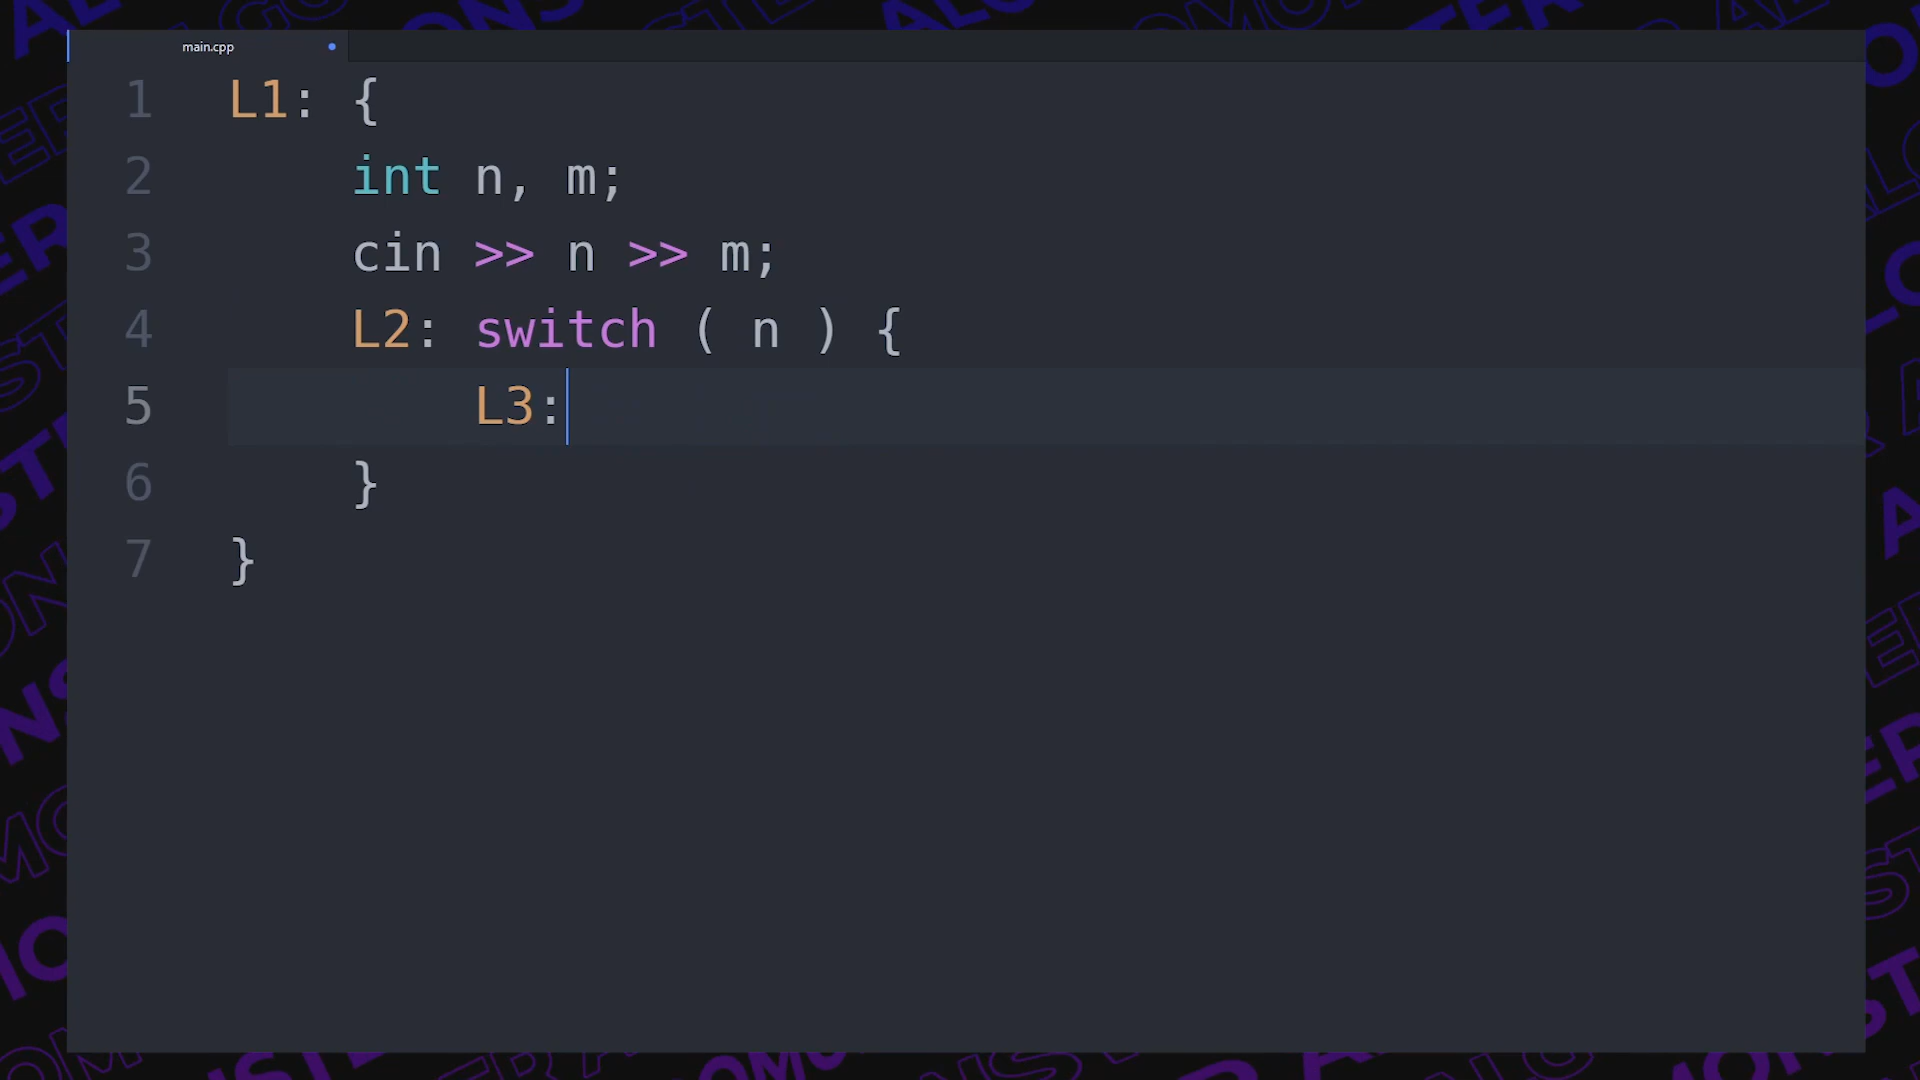 main.cpp
1 L1: {
2 int n, m;
3 cin >> n >> m;
4 L2: switch ( n ) {
5 L3:
6 }
7 }